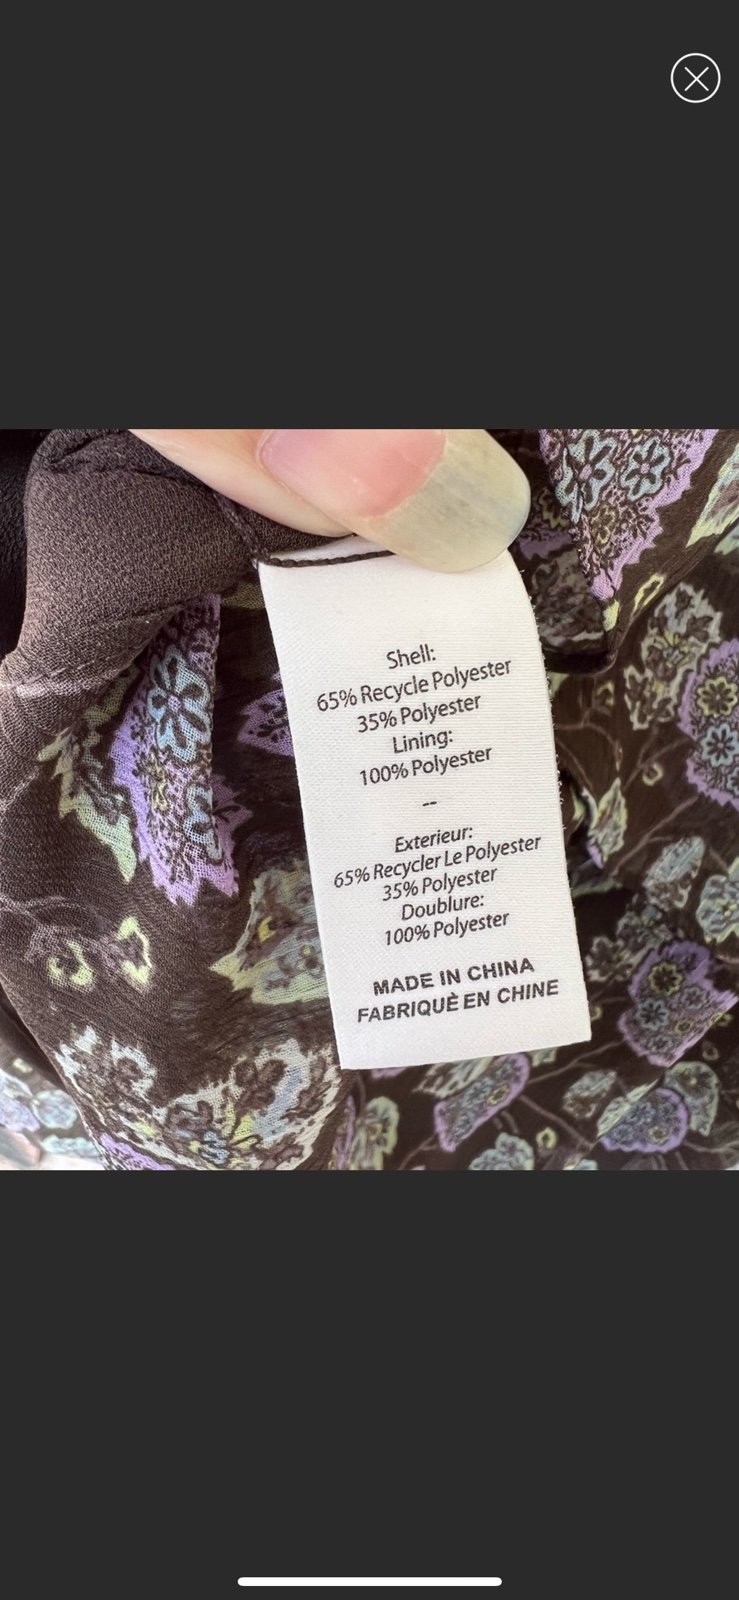 Shell:
65% Recycle Polyester
35% Polyester
Lining:
100% Polyester
--
Exterieur:
65% Recycler Le Polyester
35% Polyester
Doublure:
100% Polyester
MADE IN CHINA
FABRIQUÈ EN CHINE